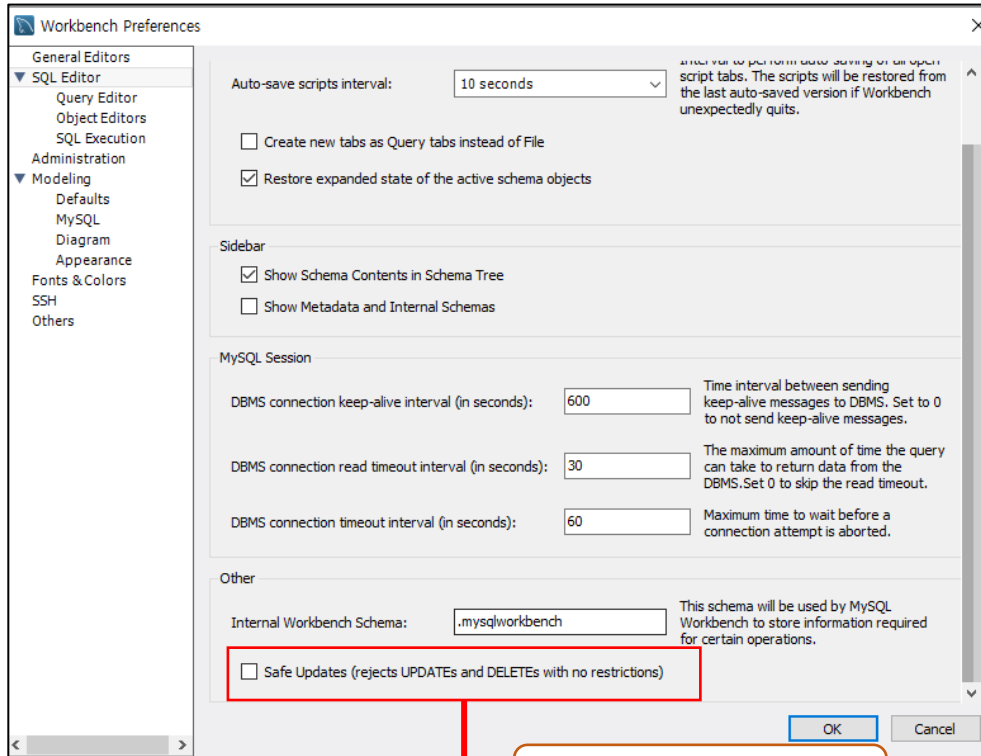 Workbench Preferences
General Editors
SQL Editor
Query Editor
Object Editors
SQL Execution
Administration
Modeling
Defaults
MySQL
Diagram
Appearance
Fonts & Colors
SSH
Others
Interval to perform auto-saving of all open
Auto-save scripts interval:
10 seconds
script tabs. The scripts will be restored from
the last auto-saved version if Workbench
unexpectedly quits.
Create new tabs as Query tabs instead of File
Restore expanded state of the active schema objects
Sidebar
Show Schema Contents in Schema Tree
Show Metadata and Internal Schemas
MySQL Session
DBMS connection keep-alive interval (in seconds):
600
Time interval between sending
keep-alive messages to DBMS. Set to 0
to not send keep-alive messages.
DBMS connection read timeout interval (in seconds):
30
The maximum amount of time the query
can take to return data from the
DBMS.Set 0 to skip the read timeout.
DBMS connection timeout interval (in seconds):
60
Maximum time to wait before a
connection attempt is aborted.
Other
Internal Workbench Schema:
.mysqlworkbench
This schema will be used by MySQL
Workbench to store information required
for certain operations.
Safe Updates (rejects UPDATEs and DELETEs with no restrictions)
OK
Cancel